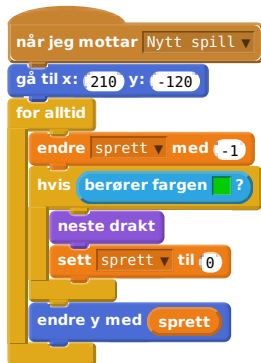 når jeg mottar Nytt spill
gå til x: 210 y: -120
for alltid
endre sprett med -1
hvis berører fargen ?
neste drakt
sett sprett til 0
endre y med sprett